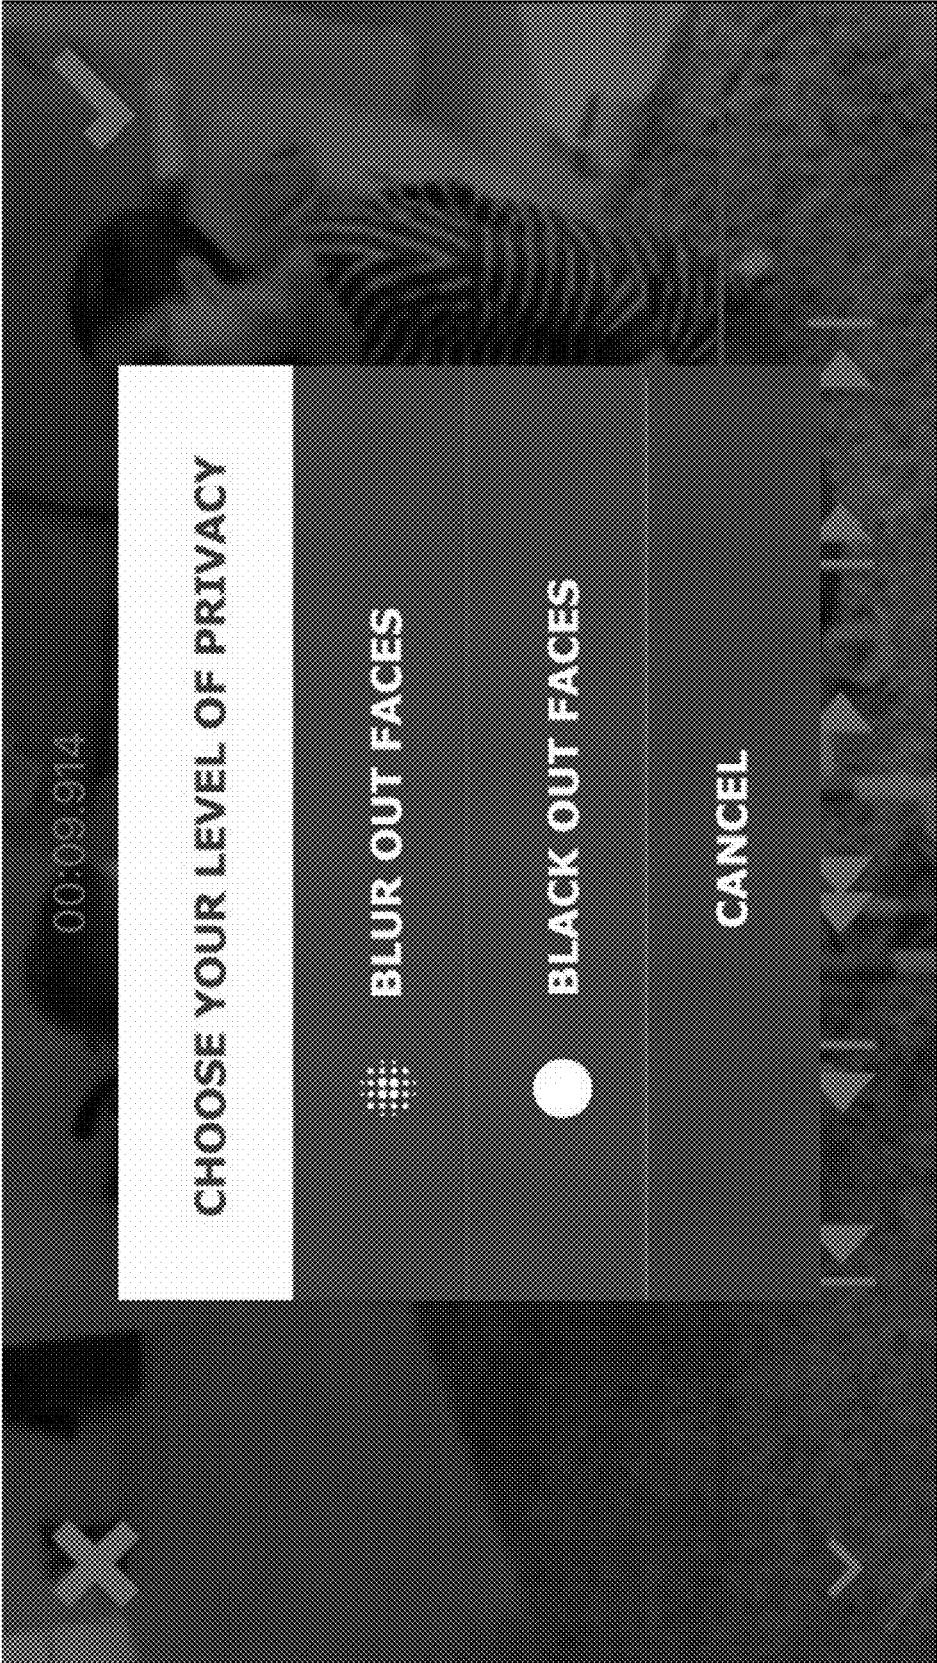 00:09.914
CHOOSE YOUR LEVEL OF PRIVACY
BLUR OUT FACES
BLACK OUT FACES
CANCEL